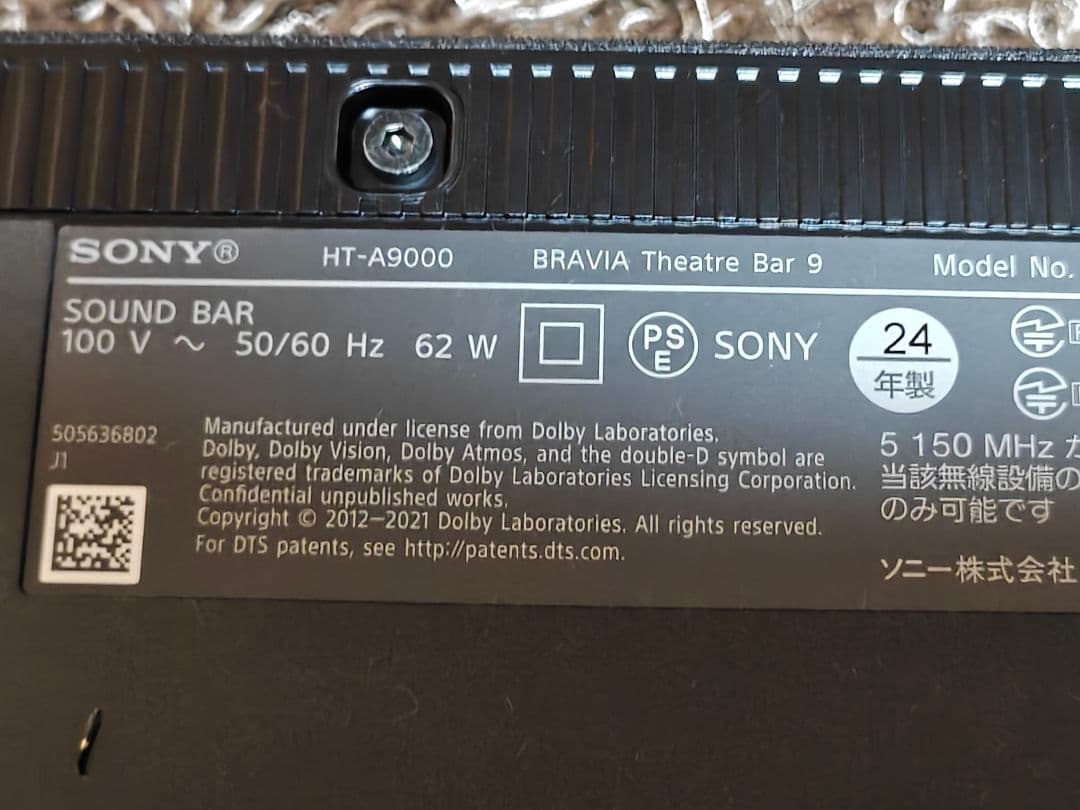 SONY® HT-A9000 BRAVIA Theatre Bar 9 Model No.
SOUND BAR
100 V ~ 50/60 Hz 62 W PSE SONY 24年製
505636802
J1
Manufactured under license from Dolby Laboratories.
Dolby, Dolby Vision, Dolby Atmos, and the double-D symbol are
registered trademarks of Dolby Laboratories Licensing Corporation.
Confidential unpublished works.
Copyright © 2012–2021 Dolby Laboratories. All rights reserved.
For DTS patents, see http://patents.dts.com.
5 150 MHz
当該無線設備の
のみ可能です
ソニー株式会社